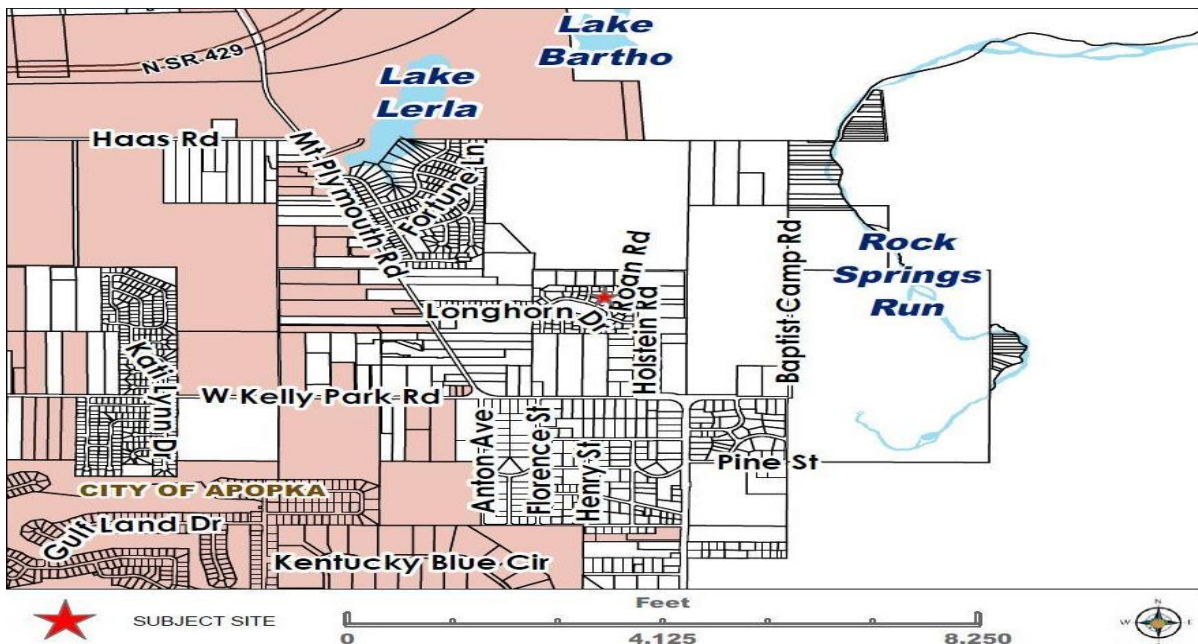 Lake
Bartho
N SR 429
Lake
Lerla
Haas Rd
Mt Plymouth Rd
Fortune Ln
Rock
Springs
Run
Roan Rd
Longhorn Dr
Holstein Rd
Baptist Camp Rd
Kati Lynn Dr
W Kelly Park Rd
Anton Ave
Florence St
Henry St
Pine St
CITY OF APOPKA
Gulf Land Dr
Kentucky Blue Cir
SUBJECT SITE
Feet
0
4,125
8,250
N
W
E
S